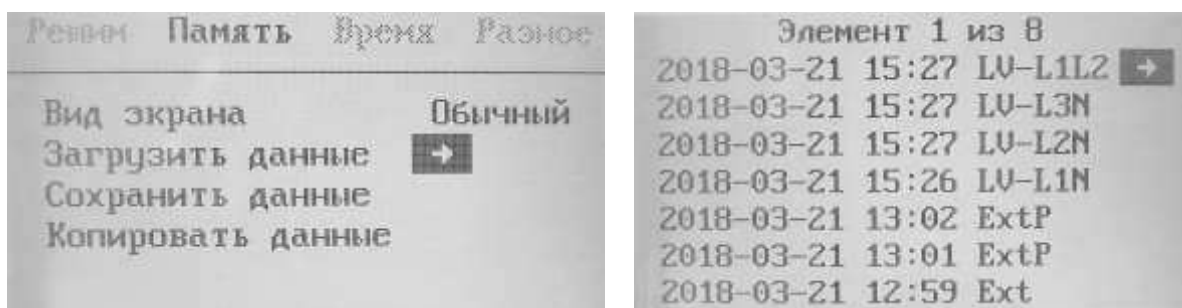 Режим Память Время Разное
Вид экрана Обычный
Загрузить данные →
Сохранить данные
Копировать данные
Элемент 1 из 8
2018-03-21 15:27 LV-L1L2 →
2018-03-21 15:27 LV-L3N
2018-03-21 15:27 LV-L2N
2018-03-21 15:26 LV-L1N
2018-03-21 13:02 ExtP
2018-03-21 13:01 ExtP
2018-03-21 12:59 Ext